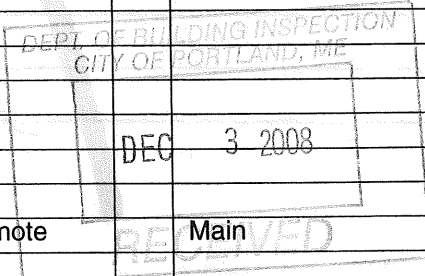 DEPT. OF BUILDING INSPECTION
CITY OF PORTLAND, ME
DEC 3 2008
note Main
RECEIVED